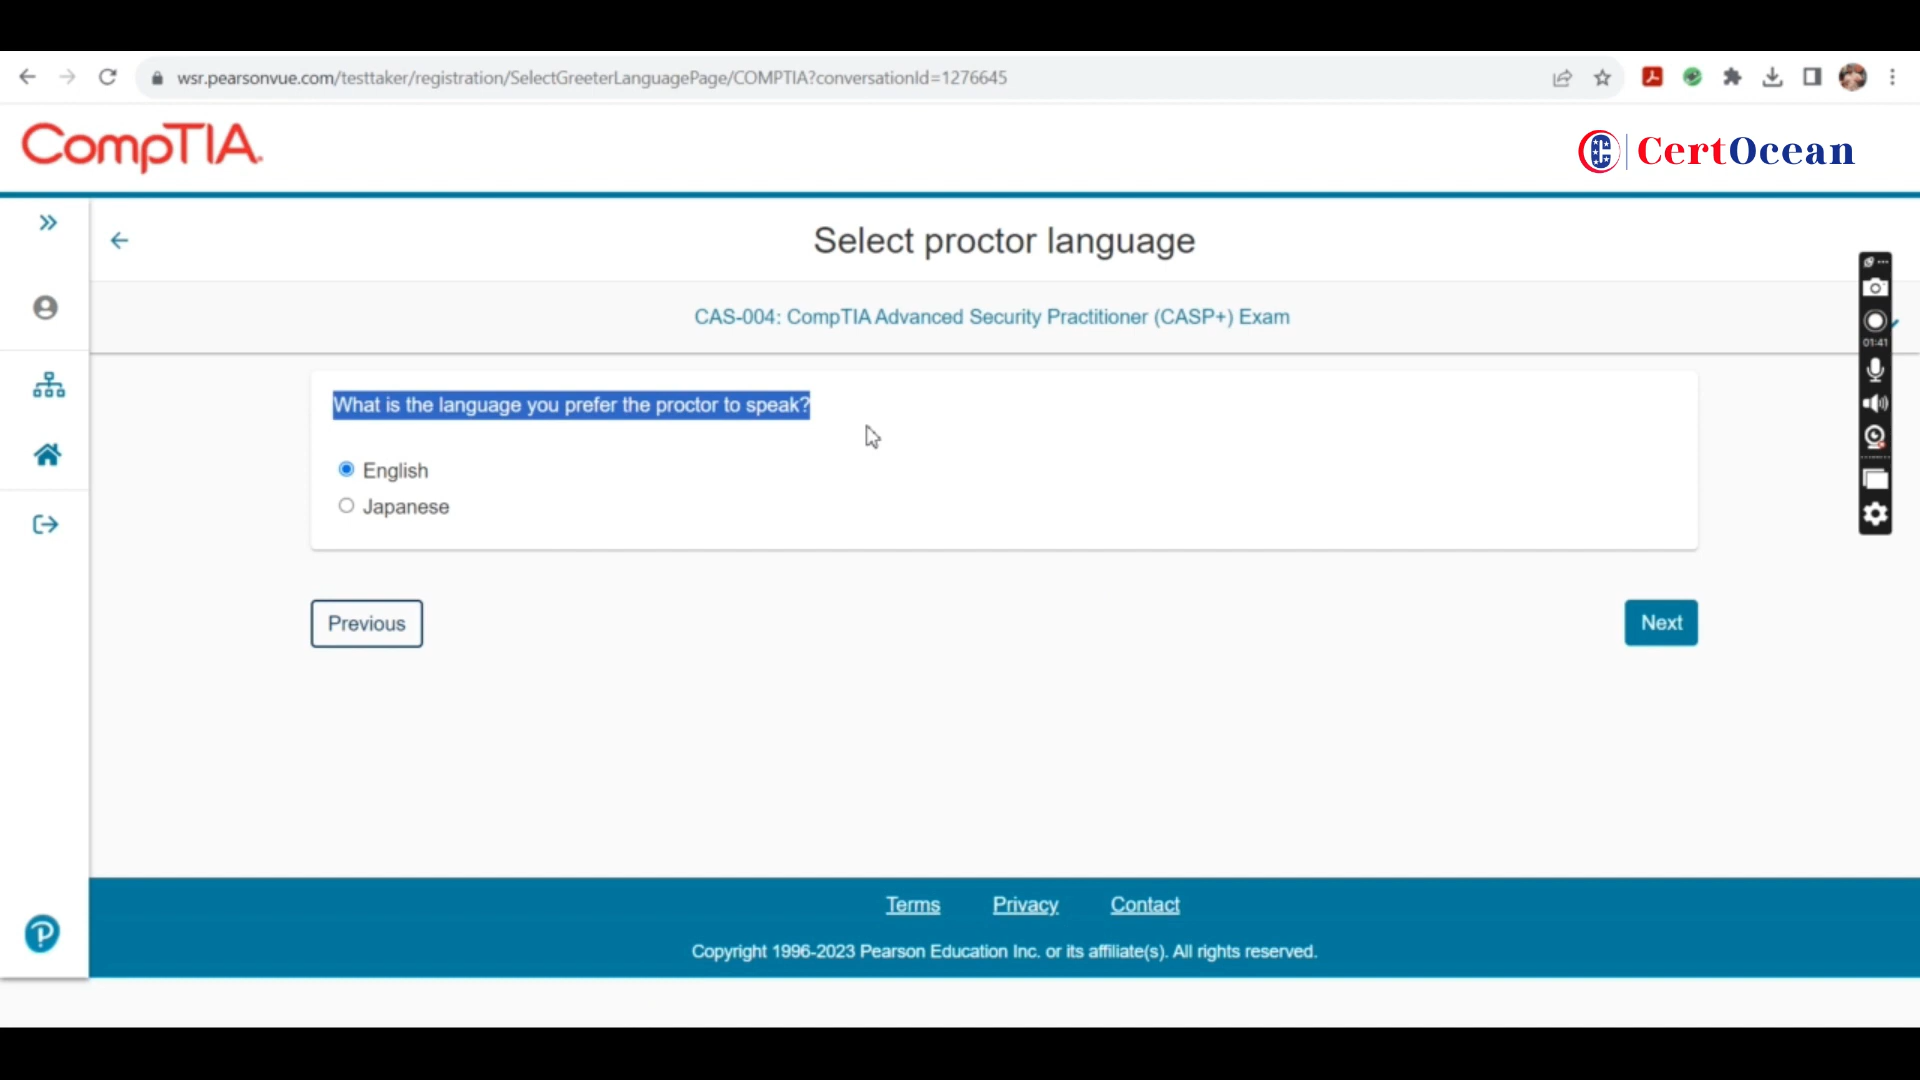 wsr.pearsonvue.com/testtaker/registration/SelectGreeterLanguagePage/COMPTIA?conversationId=1276645
CompTIA.
C CertOcean
Select proctor language
CAS-004: CompTIA Advanced Security Practitioner (CASP+) Exam
01:41
What is the language you prefer the proctor to speak?
English
Japanese
Previous
Next
Terms Privacy Contact
Copyright 1996-2023 Pearson Education Inc. or its affiliate(s). All rights reserved.